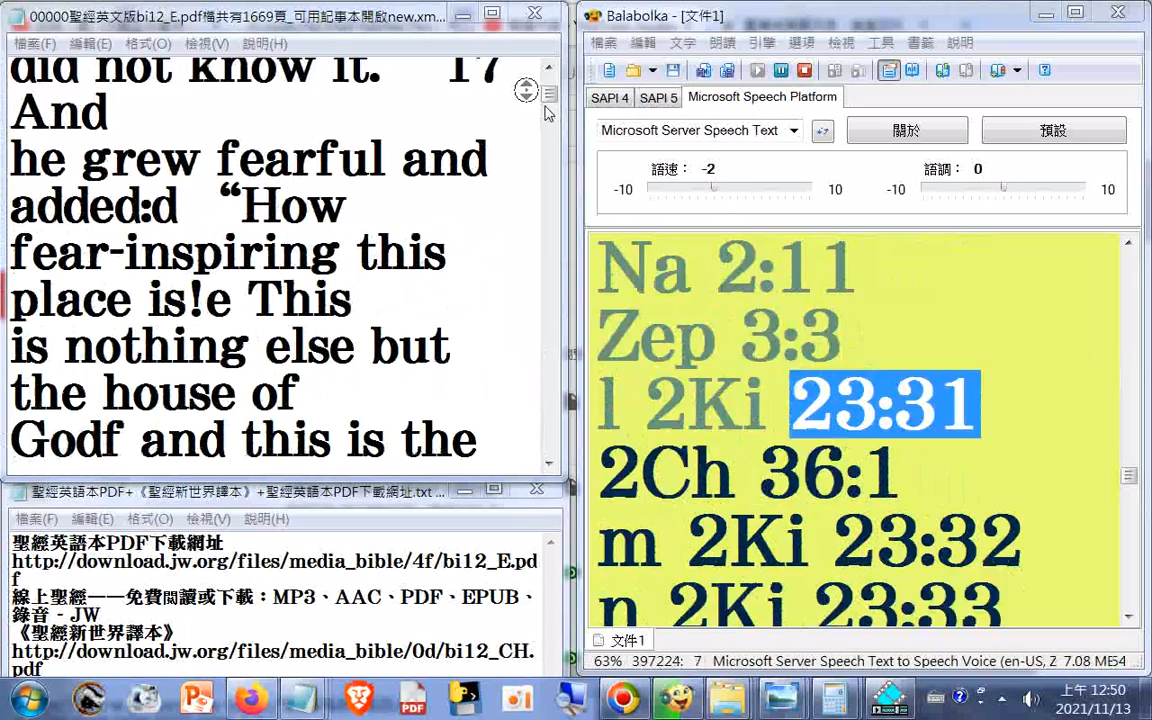 00000聖經英文版bi12_E.pdf檔共有1669頁_可用記事本開啟new.xm...
檔案(F) 編輯(E) 格式(O) 檢視(V) 說明(H)
did not know it. 17
And
he grew fearful and
added:d “How
fear-inspiring this
place is!e This
is nothing else but
the house of
Godf and this is the
聖經英語本PDF+《聖經新世界譯本》+聖經英語本PDF下載網址.txt ...
檔案(F) 編輯(E) 格式(O) 檢視(V) 說明(H)
聖經英語本PDF下載網址
http://download.jw.org/files/media_bible/4f/bi12_E.pd
f
線上聖經——免費閱讀或下載：MP3、AAC、PDF、EPUB、
錄音 - JW
《聖經新世界譯本》
http://download.jw.org/files/media_bible/0d/bi12_CH.
pdf
Balabolka - [文件1]
檔案 編輯 文字 朗讀 引擎 選項 檢視 工具 書籤 說明
SAPI 4 SAPI 5 Microsoft Speech Platform
Microsoft Server Speech Text 關於 預設
語速： -2 語調： 0
-10 10 -10 10
Na 2:11
Zep 3:3
l 2Ki 23:31
2Ch 36:1
m 2Ki 23:32
n 2Ki 23:33
文件1
63% 397224: 7 Microsoft Server Speech Text to Speech Voice (en-US, Z 7.08 ME54
PDF
上午 12:50
2021/11/13